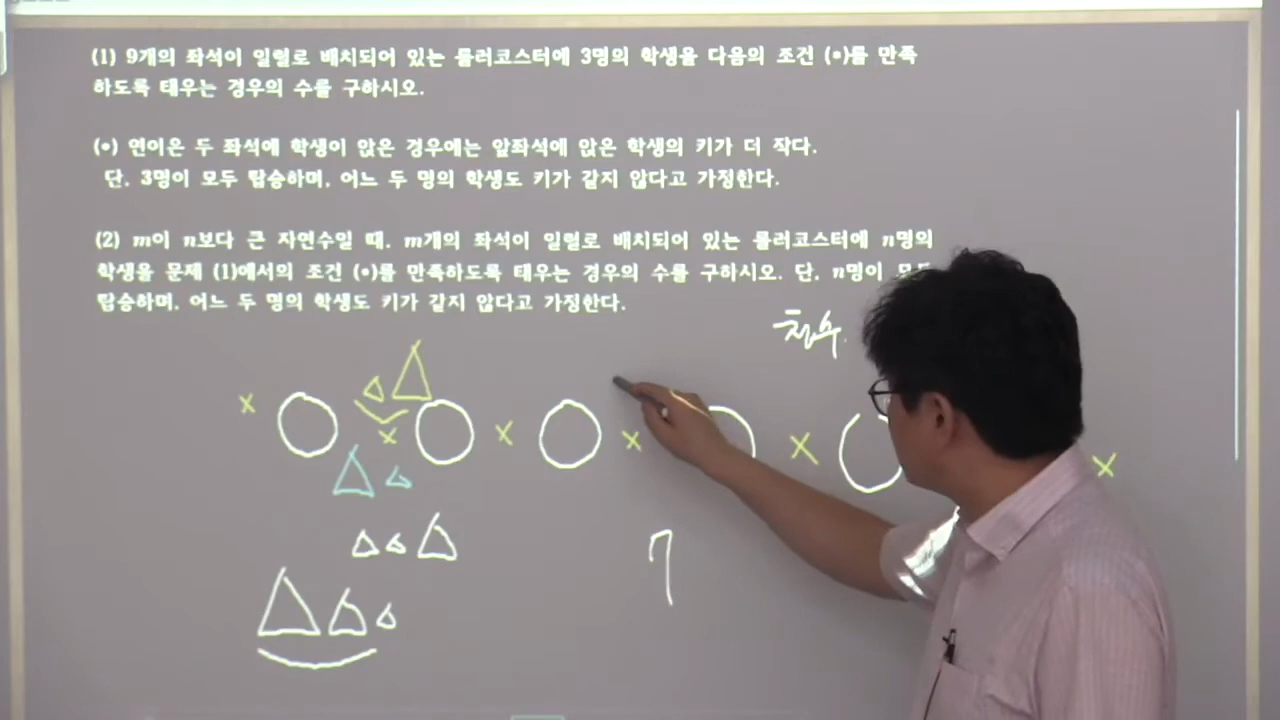 (1) 9개의 좌석이 일렬로 배치되어 있는 롤러코스터에 3명의 학생을 다음의 조건 (*)를 만족
하도록 태우는 경우의 수를 구하시오.
(*) 연이은 두 좌석에 학생이 앉은 경우에는 앞좌석에 앉은 학생의 키가 더 작다.
단, 3명이 모두 탑승하며, 어느 두 명의 학생도 키가 같지 않다고 가정한다.
(2) m이 n보다 큰 자연수일 때, m개의 좌석이 일렬로 배치되어 있는 롤러코스터에 n명의
학생을 문제 (1)에서의 조건 (*)를 만족하도록 태우는 경우의 수를 구하시오. 단, n명이 모두
탑승하며, 어느 두 명의 학생도 키가 같지 않다고 가정한다.
× × × × × ×
7